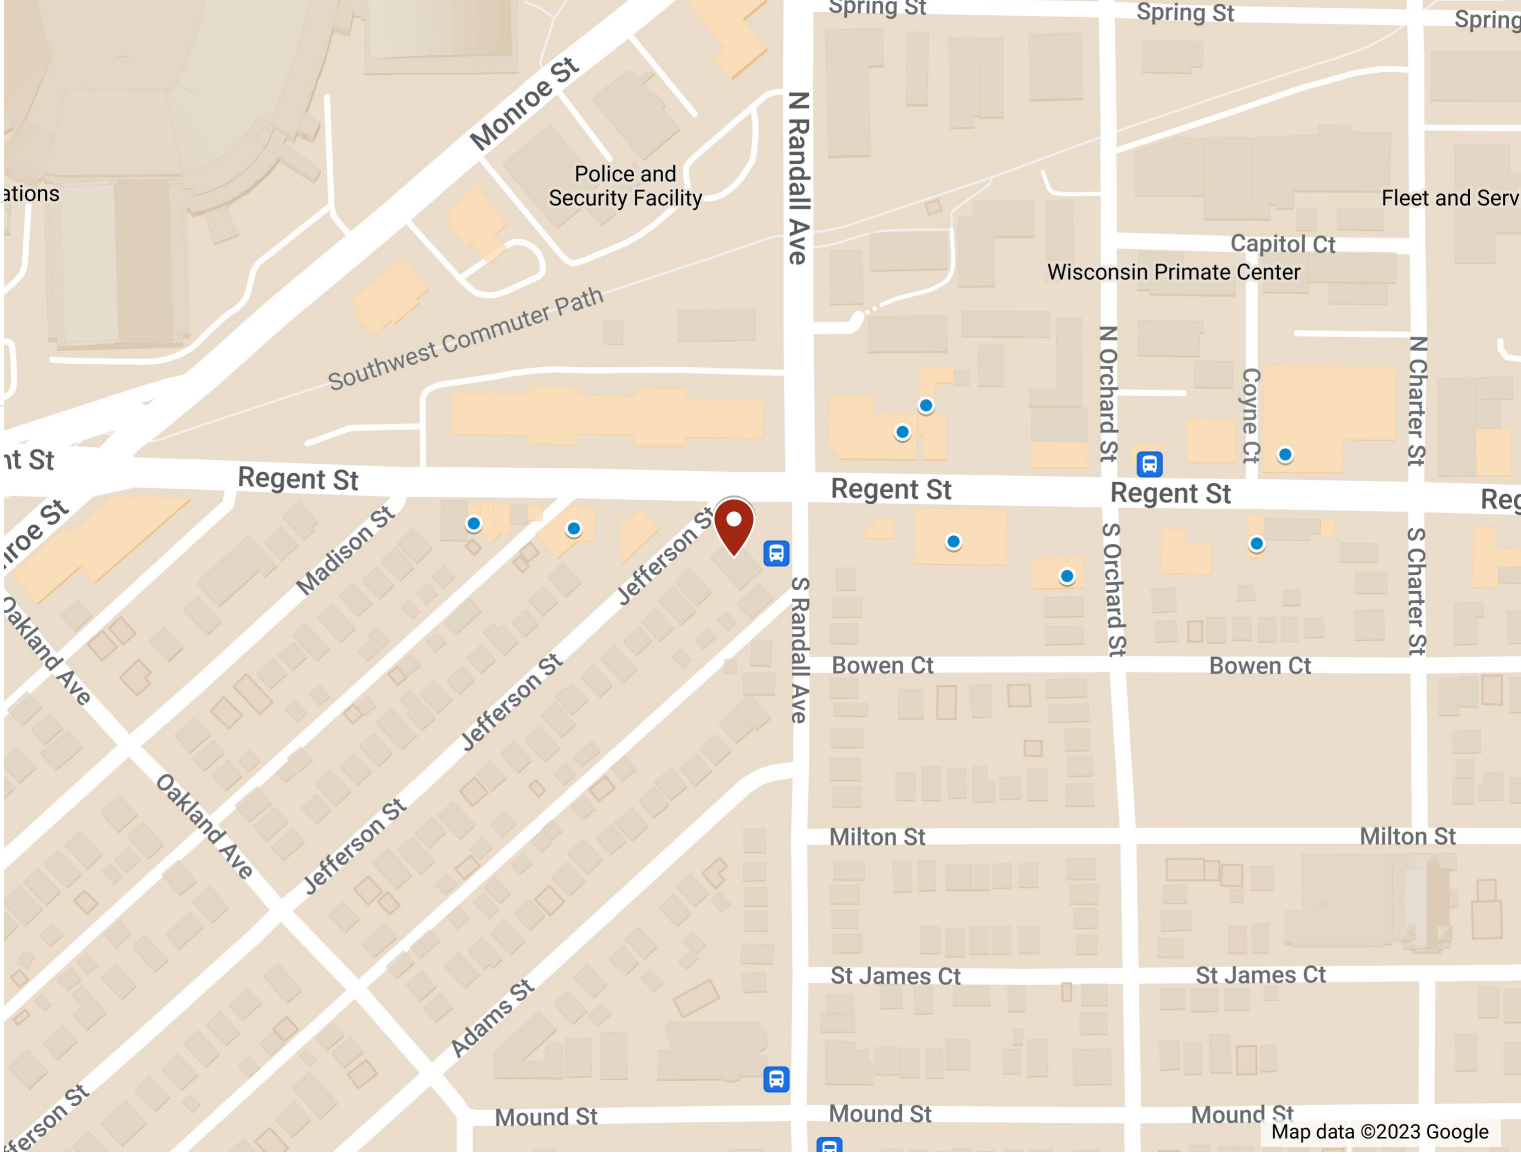 Spring St
Spring St
Spring
Monroe St
N Randall Ave
Police and
Security Facility
ations
Fleet and Serv
Capitol Ct
Wisconsin Primate Center
Southwest Commuter Path
N Orchard St
Coyne Ct
N Charter St
nt St
Regent St
Regent St
Regent St
Reg
nroe St
Madison St
Jefferson St
S Orchard St
S Charter St
Oakland Ave
S Randall Ave
Bowen Ct
Bowen Ct
Jefferson St
Oakland Ave
Jefferson St
Milton St
Milton St
St James Ct
St James Ct
Adams St
fferson St
Mound St
Mound St
Mound St
Map data ©2023 Google